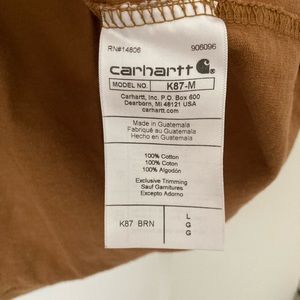 RN#14806 906096
carhartt
MODEL NO. K87-M
Carhartt, Inc. P.O. Box 600
Dearborn, MI 48121 USA
carhartt.com
Made in Guatemala
Fabriqué au Guatemala
Hecho en Guatemala
100% Cotton
100% Coton
100% Algodón
Exclusive Trimming
Sauf Garnitures
Excepto Adorno
K87 BRN L
G
G